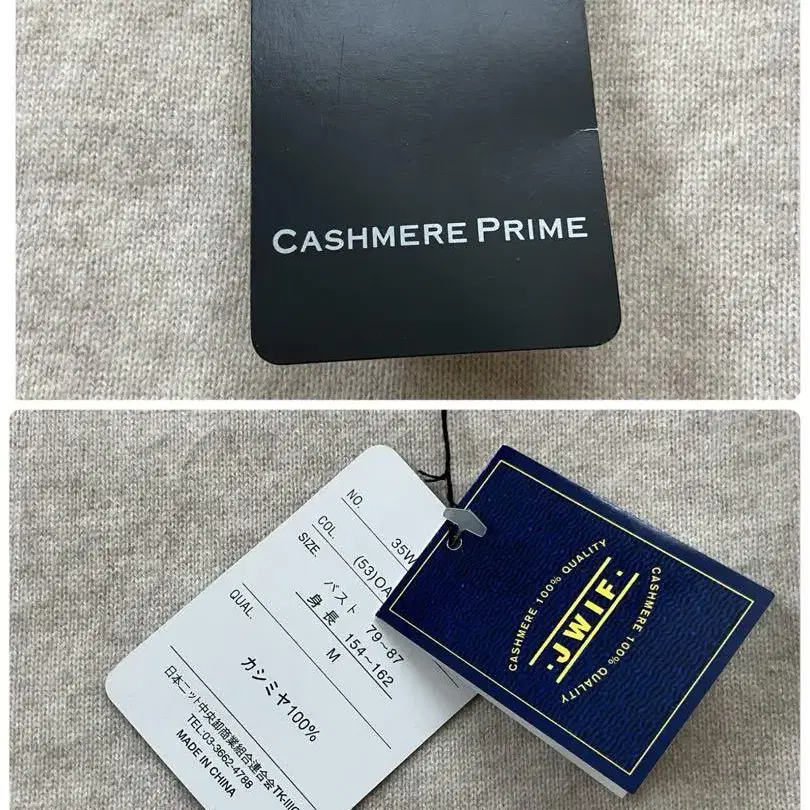 CASHMERE PRIME
NO.
35W
COL.
(53)OA
SIZE.
バスト 79~87
身長 154~162
M
QUAL.
カシミヤ100%
日本ニット中央卸商業組合連合会TK-IIIC
TEL:03-3662-4788
MADE IN CHINA
CASHMERE 100% QUALITY
·JWIF·
CASHMERE 100% QUALITY